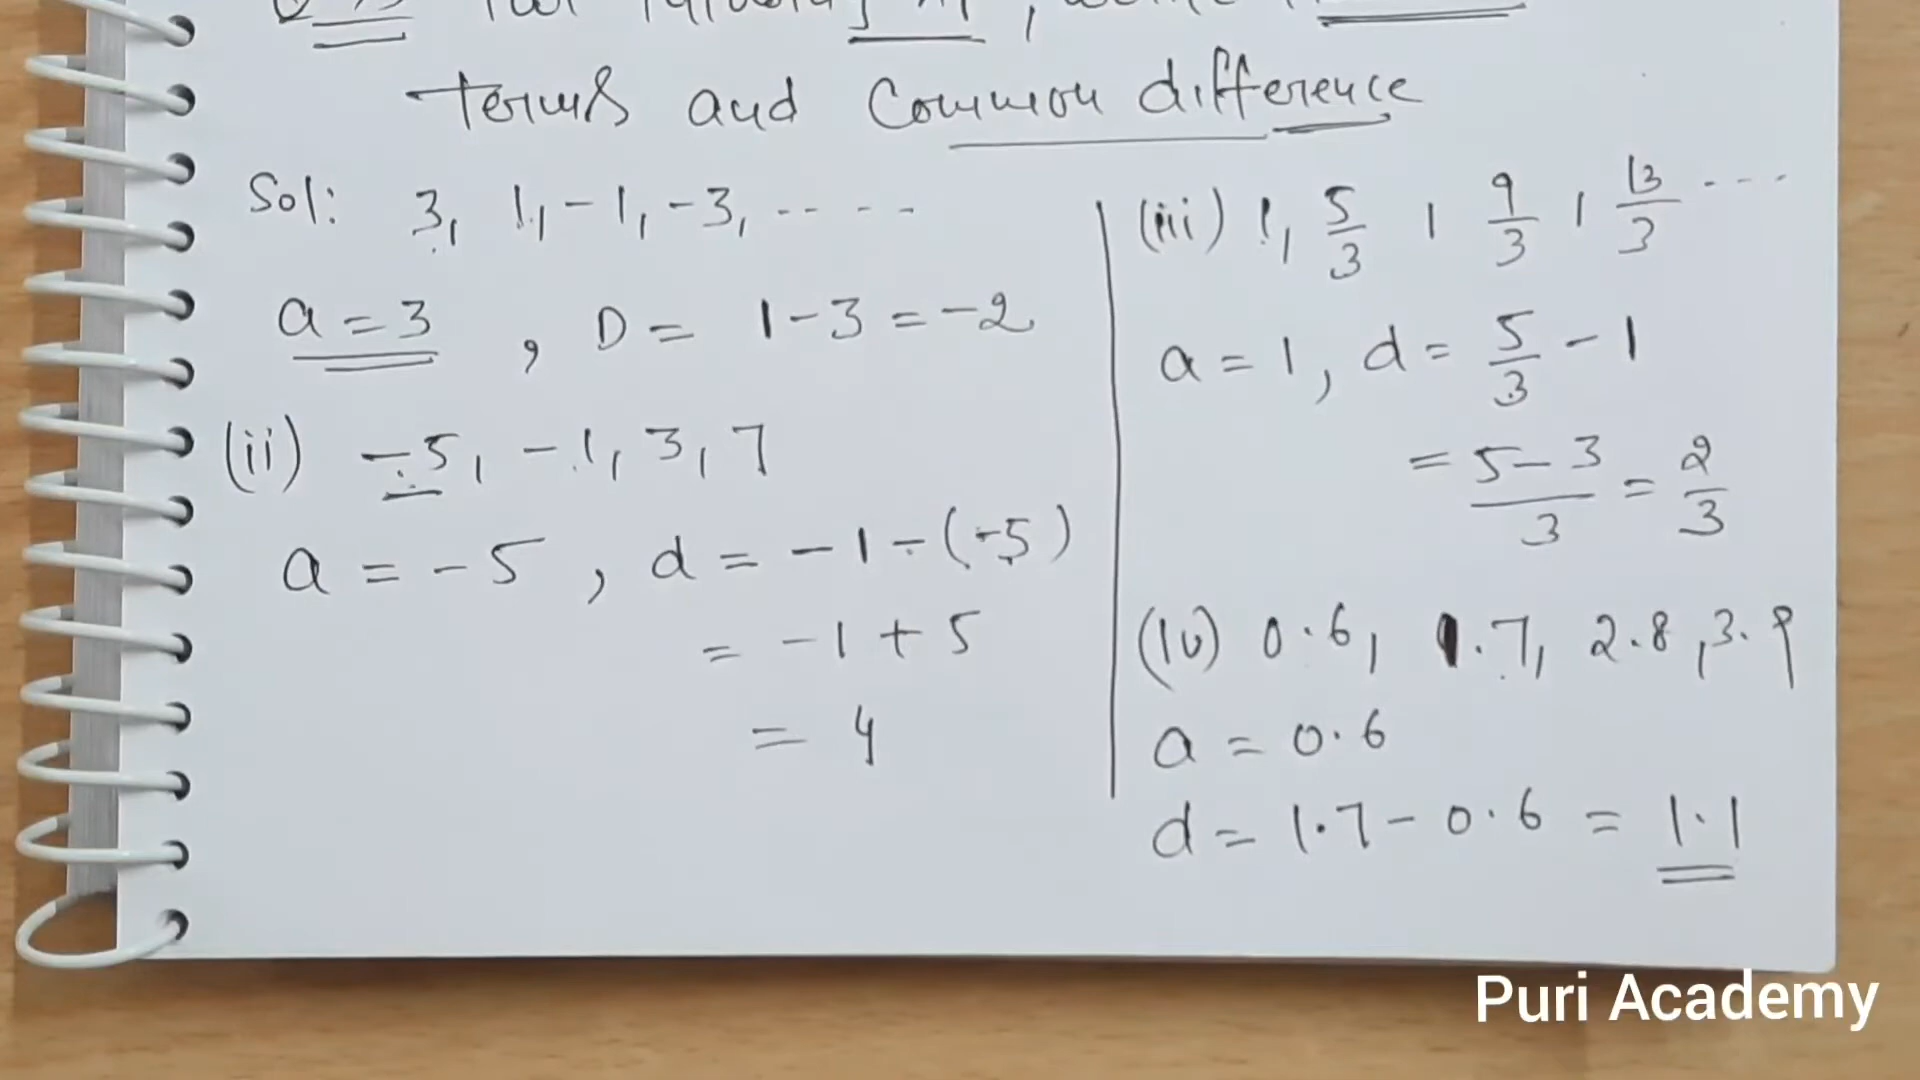 terms and Common difference
Sol: 3, 1, -1, -3, ----
a = 3 , D = 1-3 = -2
(ii) -5, -1, 3, 7
a = -5 , d = -1-(-5)
= -1 + 5
= 4
(iii) 1, 5/3 , 9/3 , 13/3 ---
a = 1, d = 5/3 - 1
= 5-3/3 = 2/3
(iv) 0.6, 1.7, 2.8, 3.9
a = 0.6
d = 1.7 - 0.6 = 1.1
Puri Academy